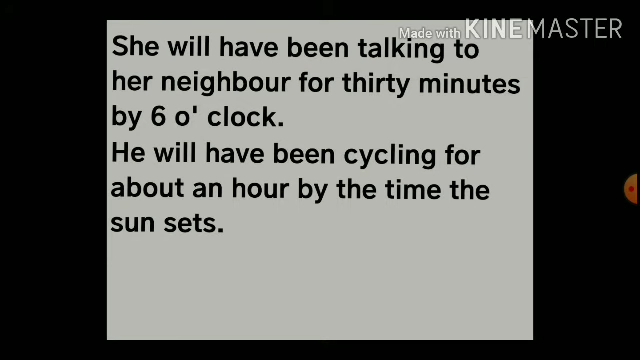 Made with KINEMASTER
She will have been talking to
her neighbour for thirty minutes
by 6 o' clock.
He will have been cycling for
about an hour by the time the
sun sets.